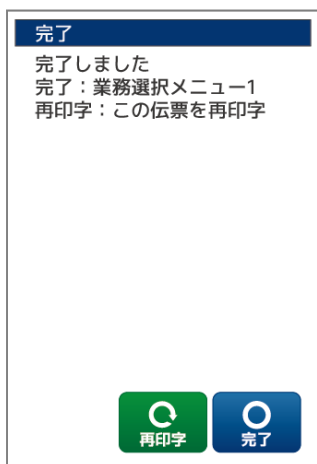 完了
完了しました
完了：業務選択メニュー1
再印字：この伝票を再印字
再印字
完了